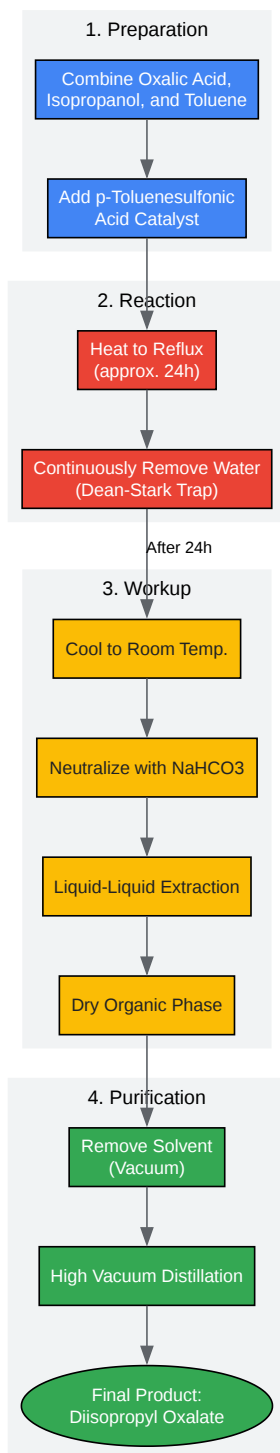 1. Preparation
Combine Oxalic Acid,
Isopropanol, and Toluene
Add p-Toluenesulfonic
Acid Catalyst
2. Reaction
Heat to Reflux
(approx. 24h)
Continuously Remove Water
(Dean-Stark Trap)
After 24h
3. Workup
Cool to Room Temp.
Neutralize with NaHCO3
Liquid-Liquid Extraction
Dry Organic Phase
4. Purification
Remove Solvent
(Vacuum)
High Vacuum Distillation
Final Product:
Diisopropyl Oxalate